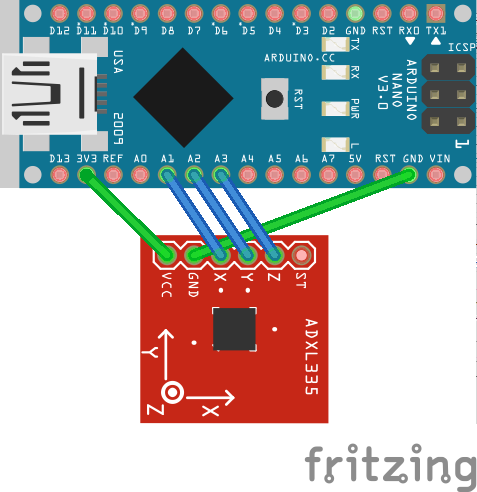 D12 D11 D10 D9 D8 D7 D6 D5 D4 D3 D2 GND RST RX0 TX1
USA
2009
ARDUINO.CC
RST
TX
RX
PWR
L
ARDUINO
NANO
V3.0
ICSP
1
D13 3V3 REF A0 A1 A2 A3 A4 A5 A6 A7 5V RST GND VIN
VCC GND X Y Z ST
ADXL335
Y
Z
X
fritzing